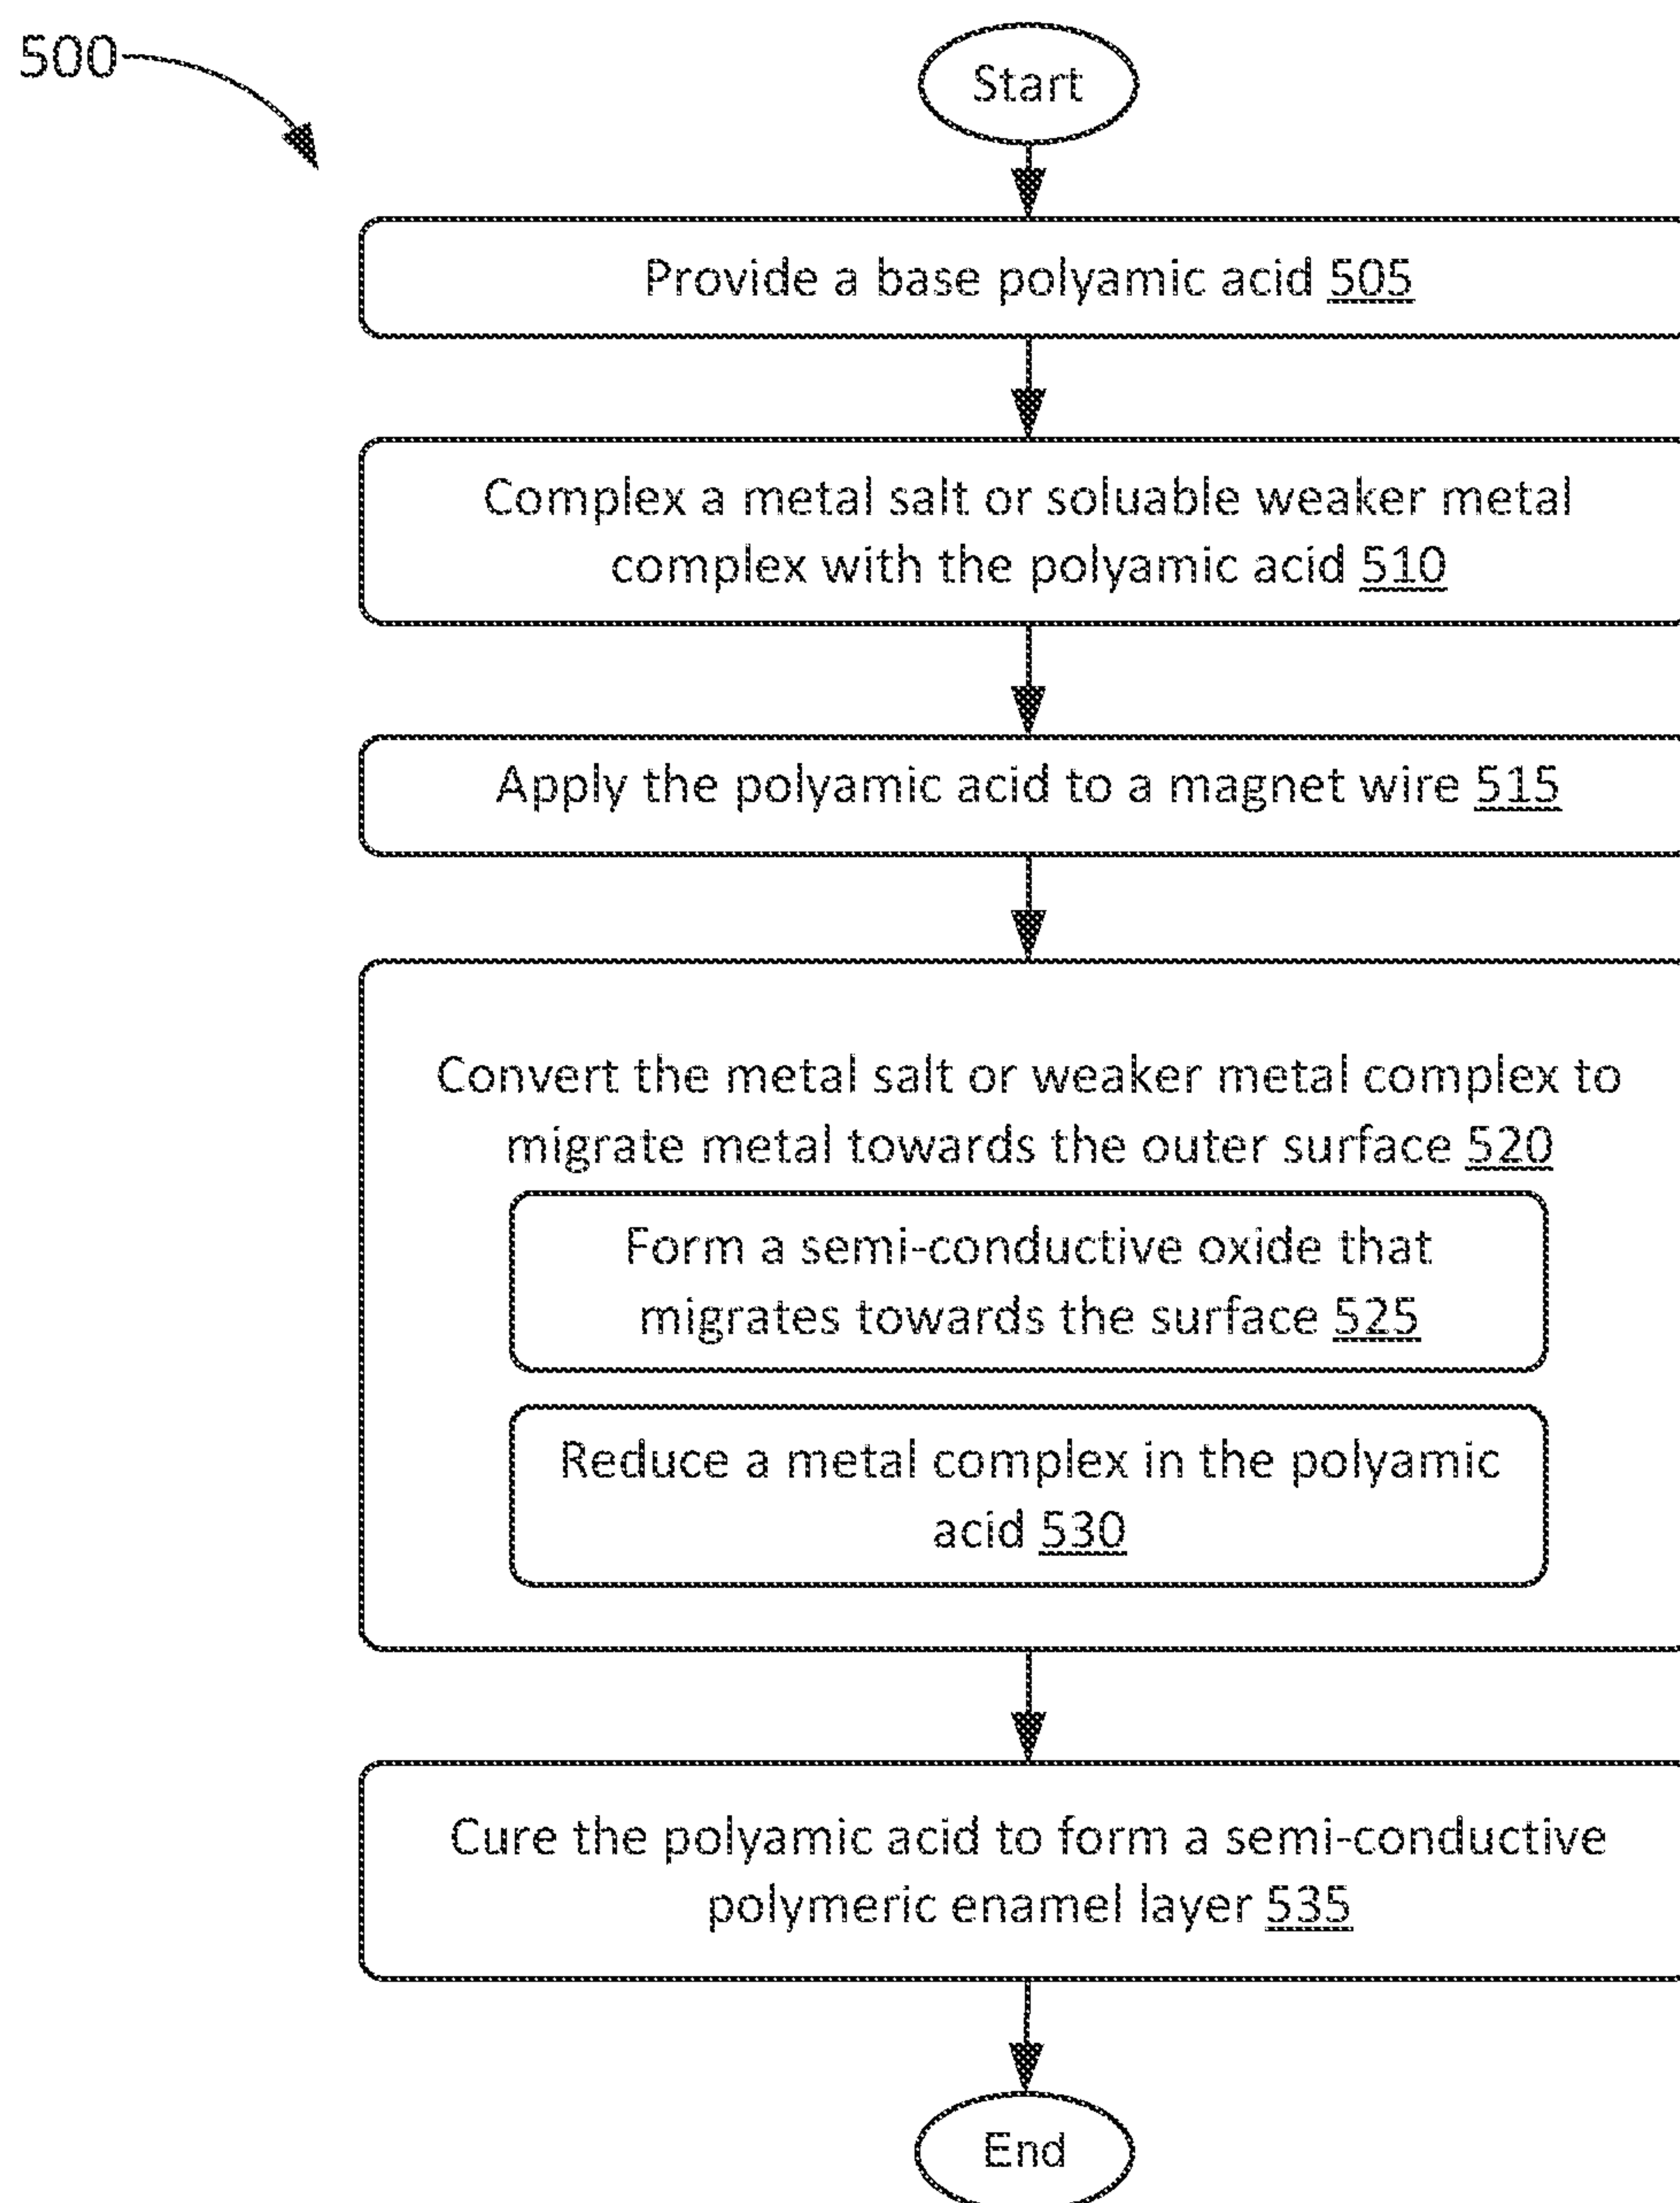 500
Start
Provide a base polyamic acid 505
Complex a metal salt or soluable weaker metal
complex with the polyamic acid 510
Apply the polyamic acid to a magnet wire 515
Convert the metal salt or weaker metal complex to
migrate metal towards the outer surface 520
Form a semi-conductive oxide that
migrates towards the surface 525
Reduce a metal complex in the polyamic
acid 530
Cure the polyamic acid to form a semi-conductive
polymeric enamel layer 535
End